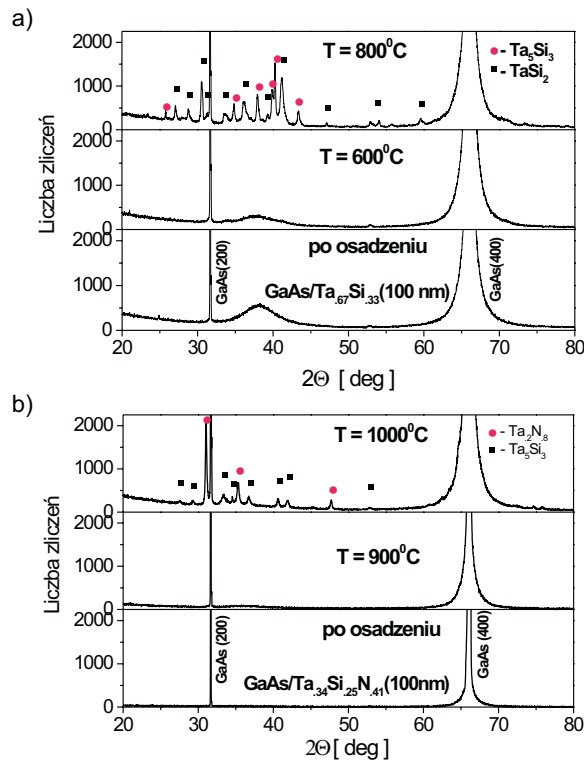 a)
2000
T = 800⁰C
● - Ta₅Si₃
■ - TaSi₂
1000
2000
T = 600⁰C
1000
0
2000
po osadzeniu
GaAs(200)
GaAs(400)
GaAs/Ta.₆₇Si.₃₃(100 nm)
1000
0
20 30 40 50 60 70 80
2Θ [ deg ]
Liczba zliczeń
b)
2000
T = 1000⁰C
● - Ta.₂N.₈
■ - Ta₅Si₃
1000
0
2000
T = 900⁰C
1000
0
2000
po osadzeniu
GaAs (200)
GaAs (400)
GaAs/Ta.₃₄Si.₂₅N.₄₁(100nm)
1000
0
20 30 40 50 60 70 80
2Θ [ deg ]
Liczba zliczeń